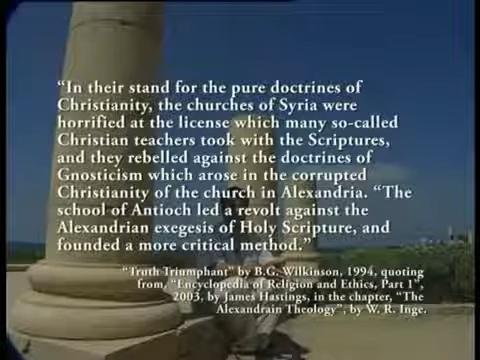 “In their stand for the pure doctrines of
Christianity, the churches of Syria were
horrified at the license which many so-called
Christian teachers took with the Scriptures,
and they rebelled against the doctrines of
Gnosticism which arose in the corrupted
Christianity of the church in Alexandria. “The
school of Antioch led a revolt against the
Alexandrian exegesis of Holy Scripture, and
founded a more critical method.”
“Truth Triumphant” by B.G. Wilkinson, 1994, quoting
from, “Encyclopedia of Religion and Ethics, Part 1”,
2003, by James Hastings, in the chapter, “The
Alexandrain Theology”, by W. R. Inge.